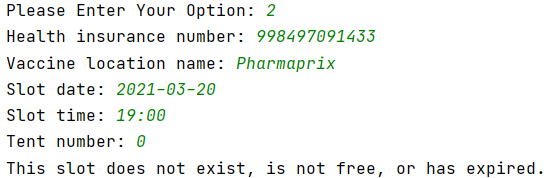 Please Enter Your Option: 2
Health insurance number: 998497091433
Vaccine location name: Pharmaprix
Slot date: 2021-03-20
Slot time: 19:00
Tent number: 0
This slot does not exist, is not free, or has expired.